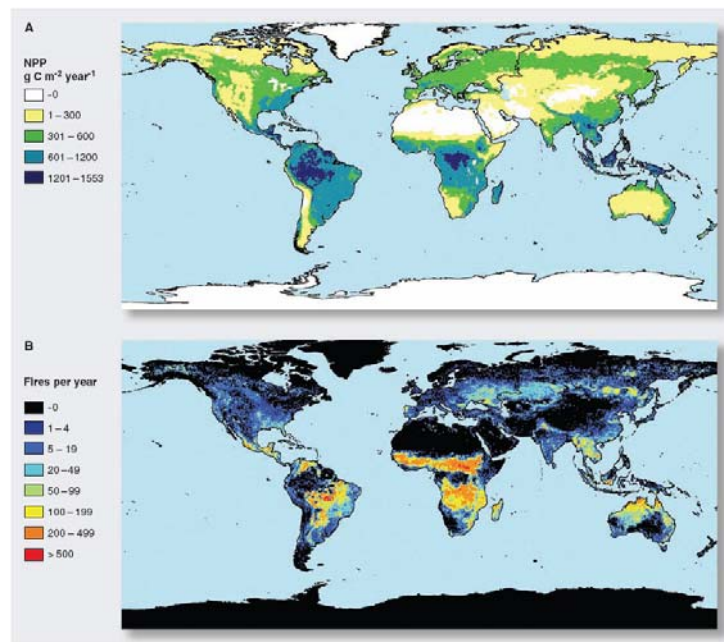 A
NPP
g C m⁻² year⁻¹
~0
1–300
301–600
601–1200
1201–1553
B
Fires per year
~0
1–4
5–19
20–49
50–99
100–199
200–499
> 500